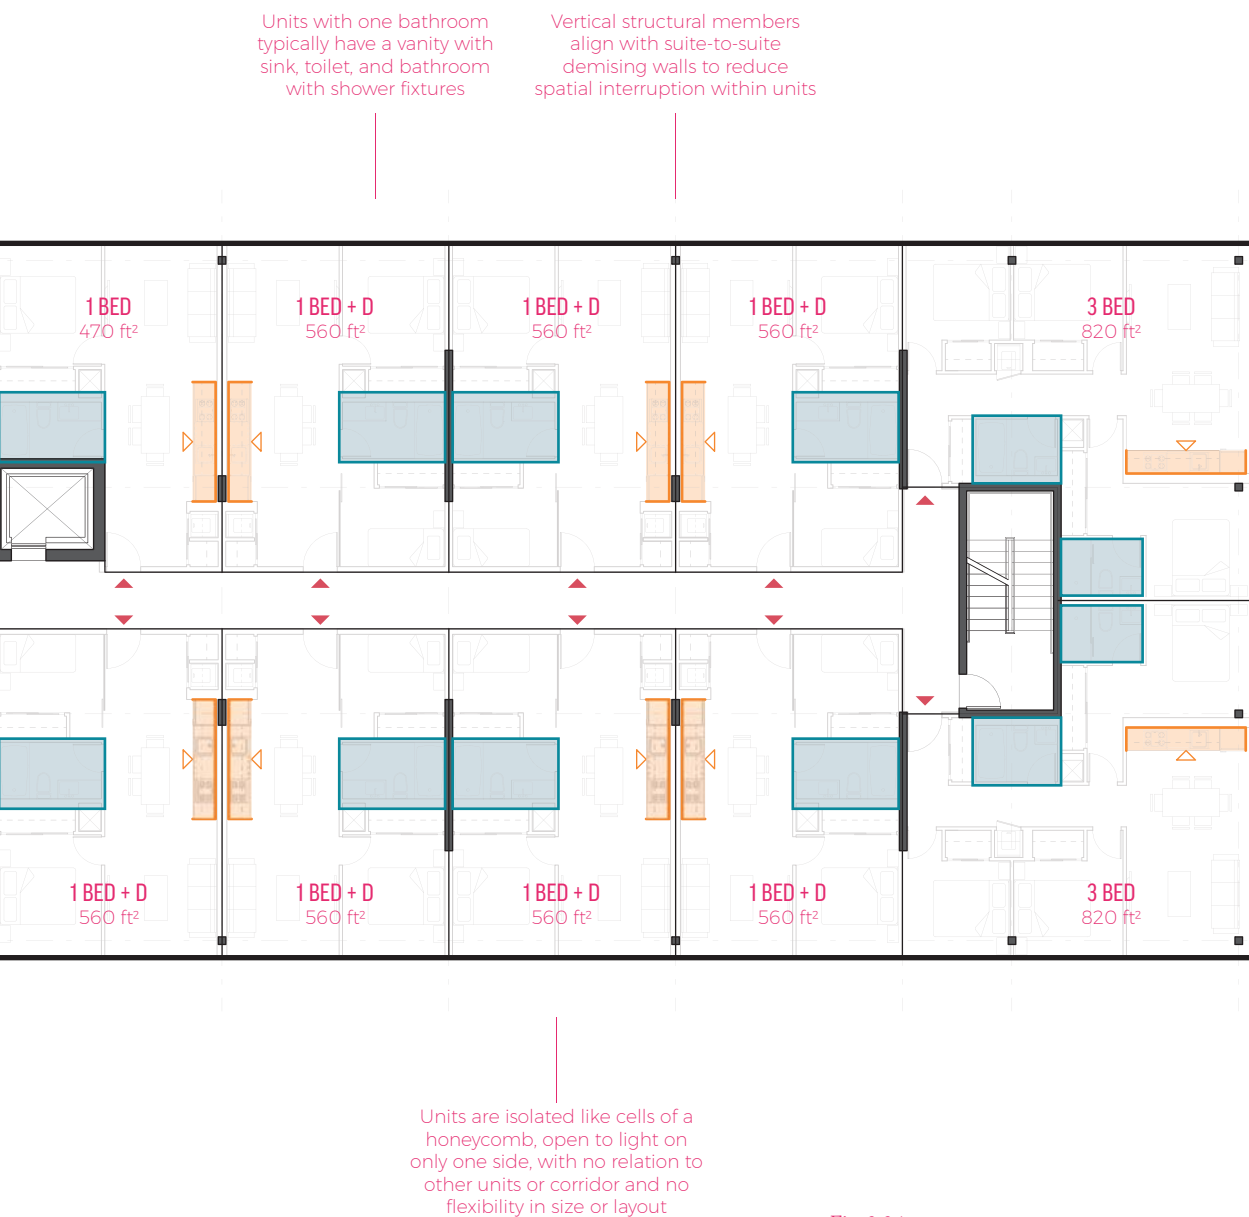 Units with one bathroom
typically have a vanity with
sink, toilet, and bathroom
with shower fixtures
Vertical structural members
align with suite-to-suite
demising walls to reduce
spatial interruption within units
1 BED
470 ft²
1 BED + D
560 ft²
1 BED + D
560 ft²
1 BED + D
560 ft²
3 BED
820 ft²
1 BED + D
560 ft²
1 BED + D
560 ft²
1 BED + D
560 ft²
1 BED + D
560 ft²
3 BED
820 ft²
Units are isolated like cells of a
honeycomb, open to light on
only one side, with no relation to
other units or corridor and no
flexibility in size or layout